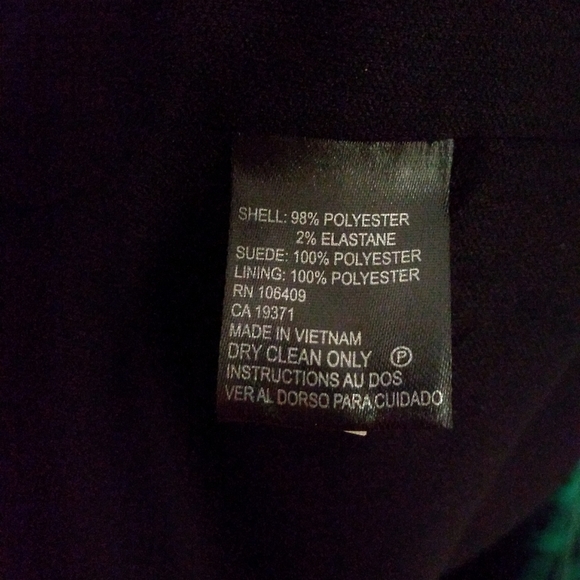 SHELL: 98% POLYESTER
2% ELASTANE
SUEDE: 100% POLYESTER
LINING: 100% POLYESTER
RN 106409
CA 19371
MADE IN VIETNAM
DRY CLEAN ONLY Ⓟ
INSTRUCTIONS AU DOS
VER AL DORSO PARA CUIDADO